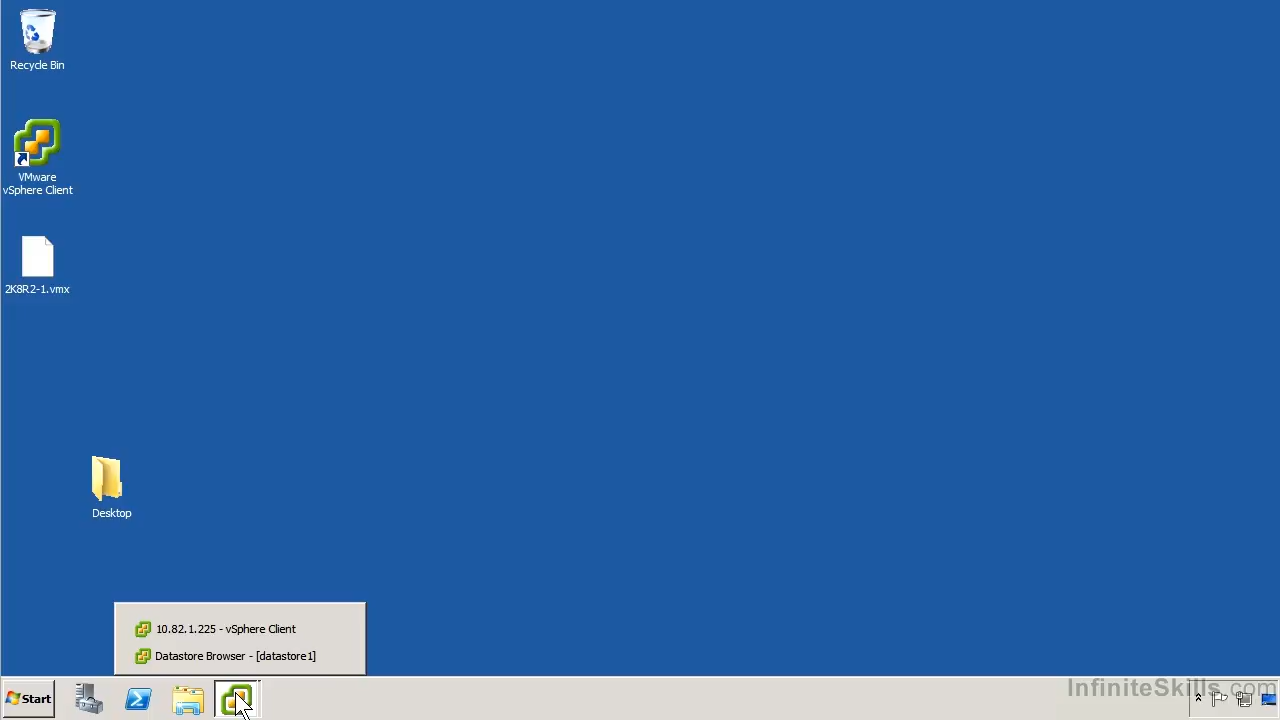 Recycle Bin
VMware
vSphere Client
2K8R2-1.vmx
Desktop
10.82.1.225 - vSphere Client
Datastore Browser - [datastore1]
Start
InfiniteSkills.com